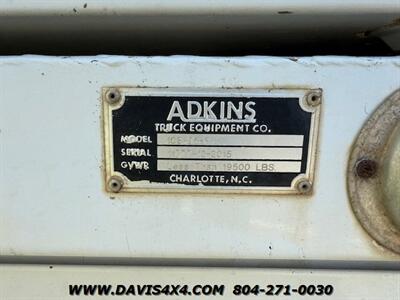 ADKINS
TRUCK EQUIPMENT CO.
MODEL
SERIAL
GVWR Less Than 19500 LBS.
CHARLOTTE, N.C.
WWW.DAVIS4X4.COM 804-271-0030